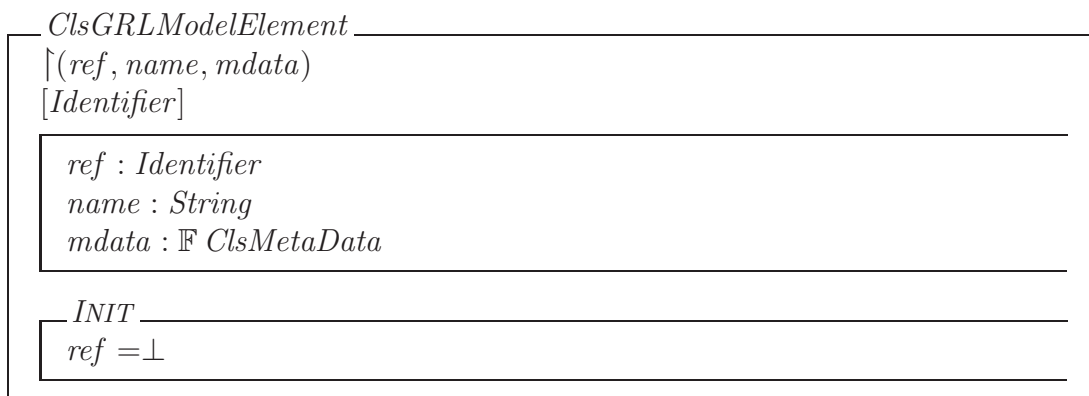 ClsGRLModelElement
↾(ref, name, mdata)
[Identifier]
ref : Identifier
name : String
mdata : 𝔽 ClsMetaData
INIT
ref =⊥